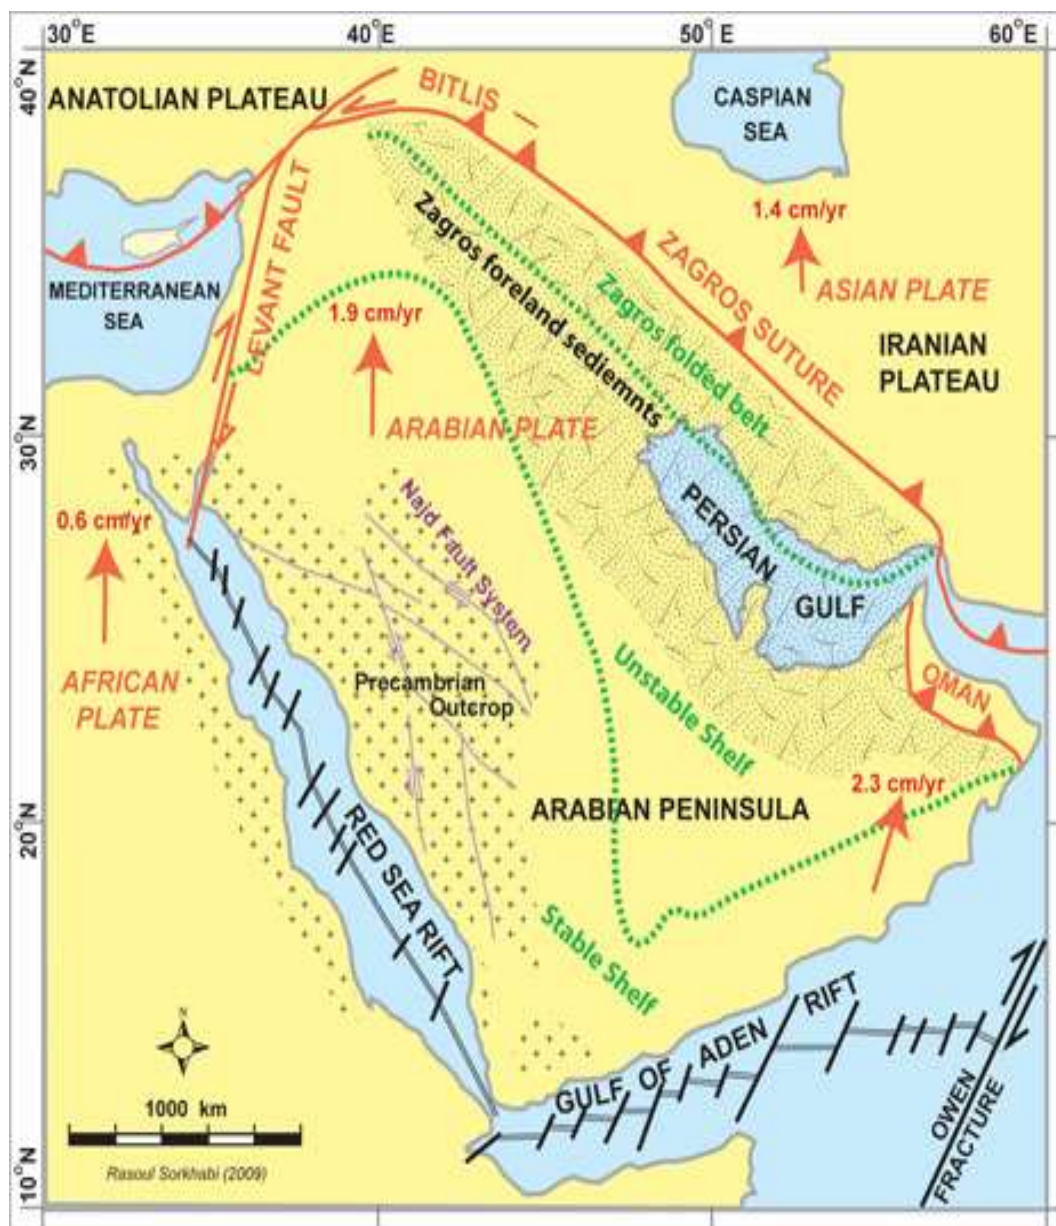 30°E 40°E 50°E 60°E
40°N
30°N
20°N
10°N
ANATOLIAN PLATEAU
BITLIS –
CASPIAN
SEA
1.4 cm/yr
ASIAN PLATE
ZAGROS SUTURE
IRANIAN
PLATEAU
Zagros folded belt
Zagros foreland sediemnts
LEVANT FAULT
MEDITERRANEAN
SEA
1.9 cm/yr
ARABIAN PLATE
0.6 cm/yr
AFRICAN
PLATE
Najd Fault System
Precambrian
Outcrop
PERSIAN
GULF
OMAN
Unstable Shelf
2.3 cm/yr
ARABIAN PENINSULA
RED SEA RIFT
Stable Shelf
GULF OF ADEN RIFT
OWEN
FRACTURE
N
1000 km
Rasoul Sorkhabi (2009)